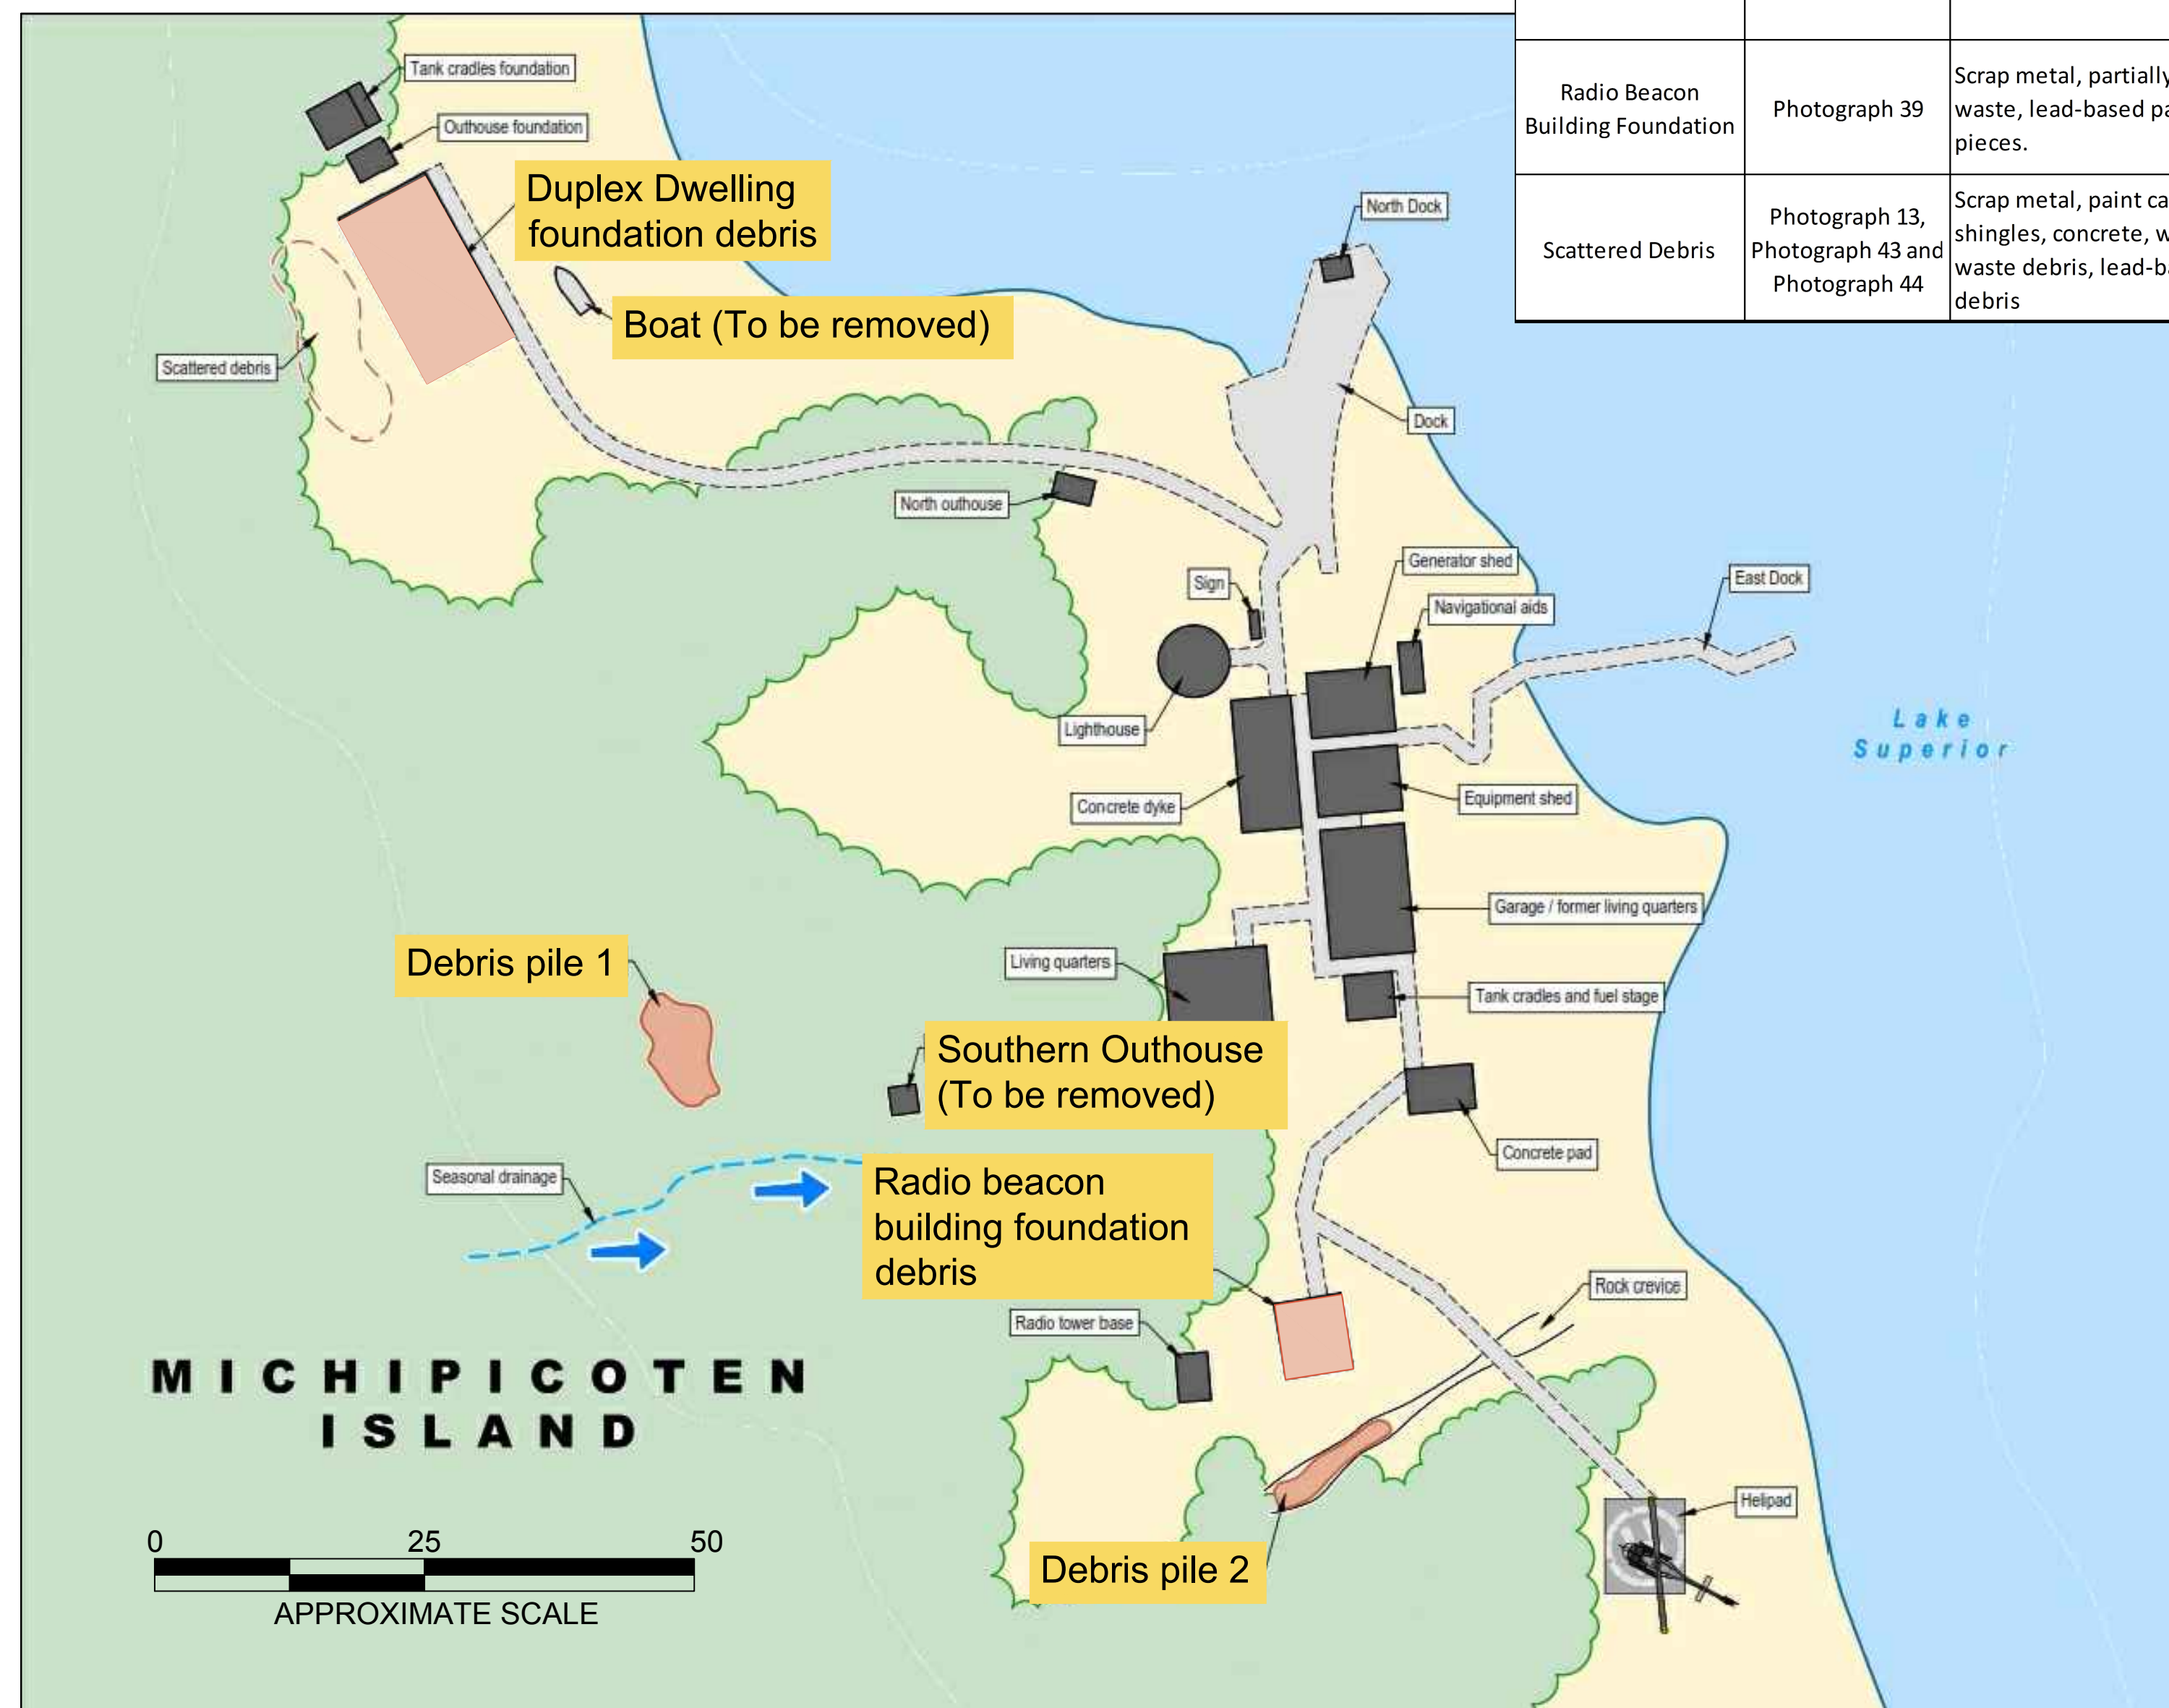 Radio Beacon
Building Foundation
Photograph 39
Scrap metal, partially
waste, lead-based pa
pieces.
Scattered Debris
Photograph 13,
Photograph 43 and
Photograph 44
Scrap metal, paint ca
shingles, concrete, w
waste debris, lead-ba
debris
Tank cradles foundation
Outhouse foundation
Duplex Dwelling
foundation debris
North Dock
Boat (To be removed)
Scattered debris
Dock
North outhouse
Generator shed
Sign
East Dock
Navigational aids
Lake
Superior
Lighthouse
Equipment shed
Concrete dyke
Garage / former living quarters
Debris pile 1
Living quarters
Tank cradles and fuel stage
Southern Outhouse
(To be removed)
Concrete pad
Seasonal drainage
Radio beacon
building foundation
debris
Rock crevice
Radio tower base
MICHIPICOTEN
ISLAND
Helipad
0 25 50
Debris pile 2
APPROXIMATE SCALE